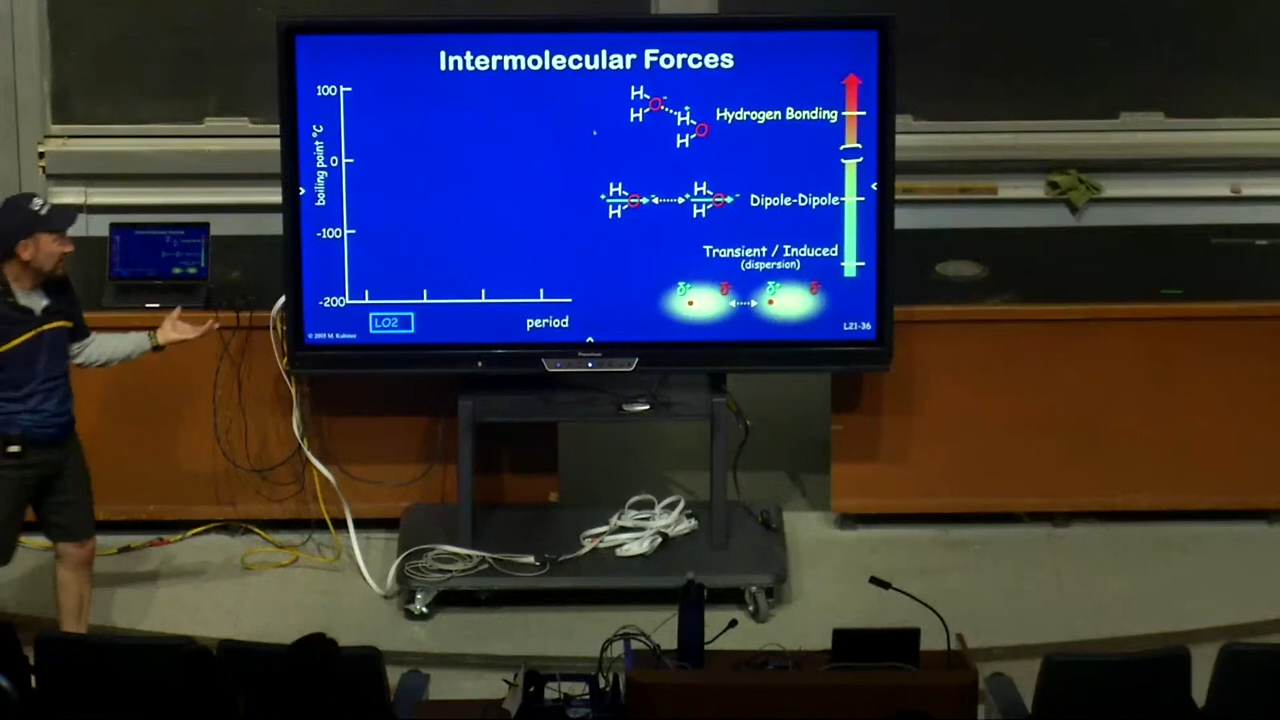 Intermolecular Forces
100
0
-100
-200
boiling point °C
period
LO2
H
H
O
-
+
H
H
O
Hydrogen Bonding
+
H
H
O
-
+
H
H
O
-
Dipole-Dipole
Transient / Induced
(dispersion)
δ+ δ- δ+ δ-
L21-36